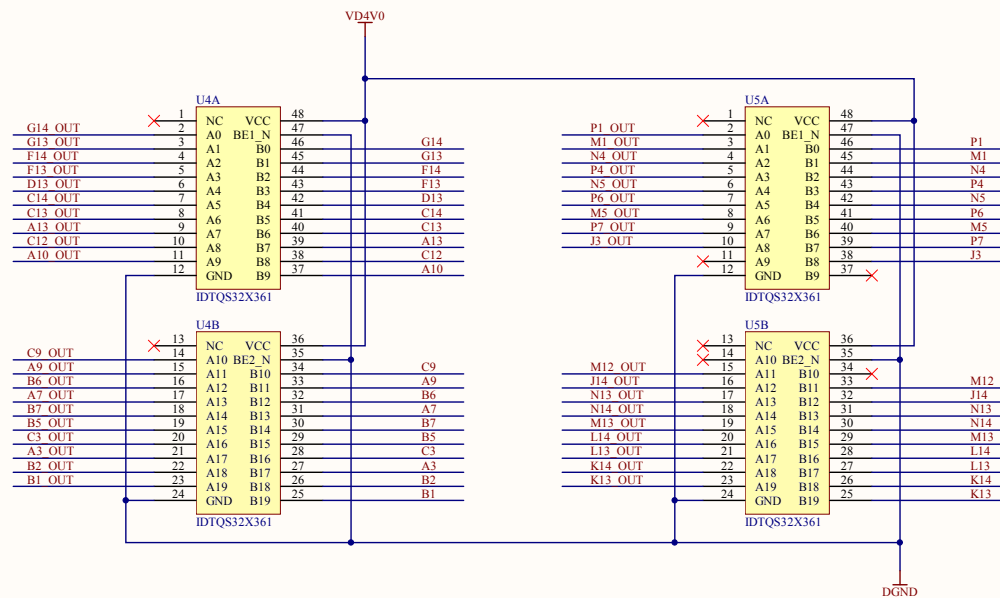 VD4V0
U4A
1 NC VCC 48
G14_OUT 2 A0 BE1_N 47
G13_OUT 3 A1 B0 46 G14
F14_OUT 4 A2 B1 45 G13
F13_OUT 5 A3 B2 44 F14
D13_OUT 6 A4 B3 43 F13
C14_OUT 7 A5 B4 42 D13
C13_OUT 8 A6 B5 41 C14
A13_OUT 9 A7 B6 40 C13
C12_OUT 10 A8 B7 39 A13
A10_OUT 11 A9 B8 38 C12
12 GND B9 37 A10
IDTQS32X361
U5A
1 NC VCC 48
P1_OUT 2 A0 BE1_N 47
M1_OUT 3 A1 B0 46 P1
N4_OUT 4 A2 B1 45 M1
P4_OUT 5 A3 B2 44 N4
N5_OUT 6 A4 B3 43 P4
P6_OUT 7 A5 B4 42 N5
M5_OUT 8 A6 B5 41 P6
P7_OUT 9 A7 B6 40 M5
J3_OUT 10 A8 B7 39 P7
11 A9 B8 38 J3
12 GND B9 37
IDTQS32X361
U4B
13 NC VCC 36
C9_OUT 14 A10 BE2_N 35
A9_OUT 15 A11 B10 34 C9
B6_OUT 16 A12 B11 33 A9
A7_OUT 17 A13 B12 32 B6
B7_OUT 18 A14 B13 31 A7
B5_OUT 19 A15 B14 30 B7
C3_OUT 20 A16 B15 29 B5
A3_OUT 21 A17 B16 28 C3
B2_OUT 22 A18 B17 27 A3
B1_OUT 23 A19 B18 26 B2
24 GND B19 25 B1
IDTQS32X361
U5B
13 NC VCC 36
14 A10 BE2_N 35
M12_OUT 15 A11 B10 34
J14_OUT 16 A12 B11 33 M12
N13_OUT 17 A13 B12 32 J14
N14_OUT 18 A14 B13 31 N13
M13_OUT 19 A15 B14 30 N14
L14_OUT 20 A16 B15 29 M13
L13_OUT 21 A17 B16 28 L14
K14_OUT 22 A18 B17 27 L13
K13_OUT 23 A19 B18 26 K14
24 GND B19 25 K13
IDTQS32X361
DGND